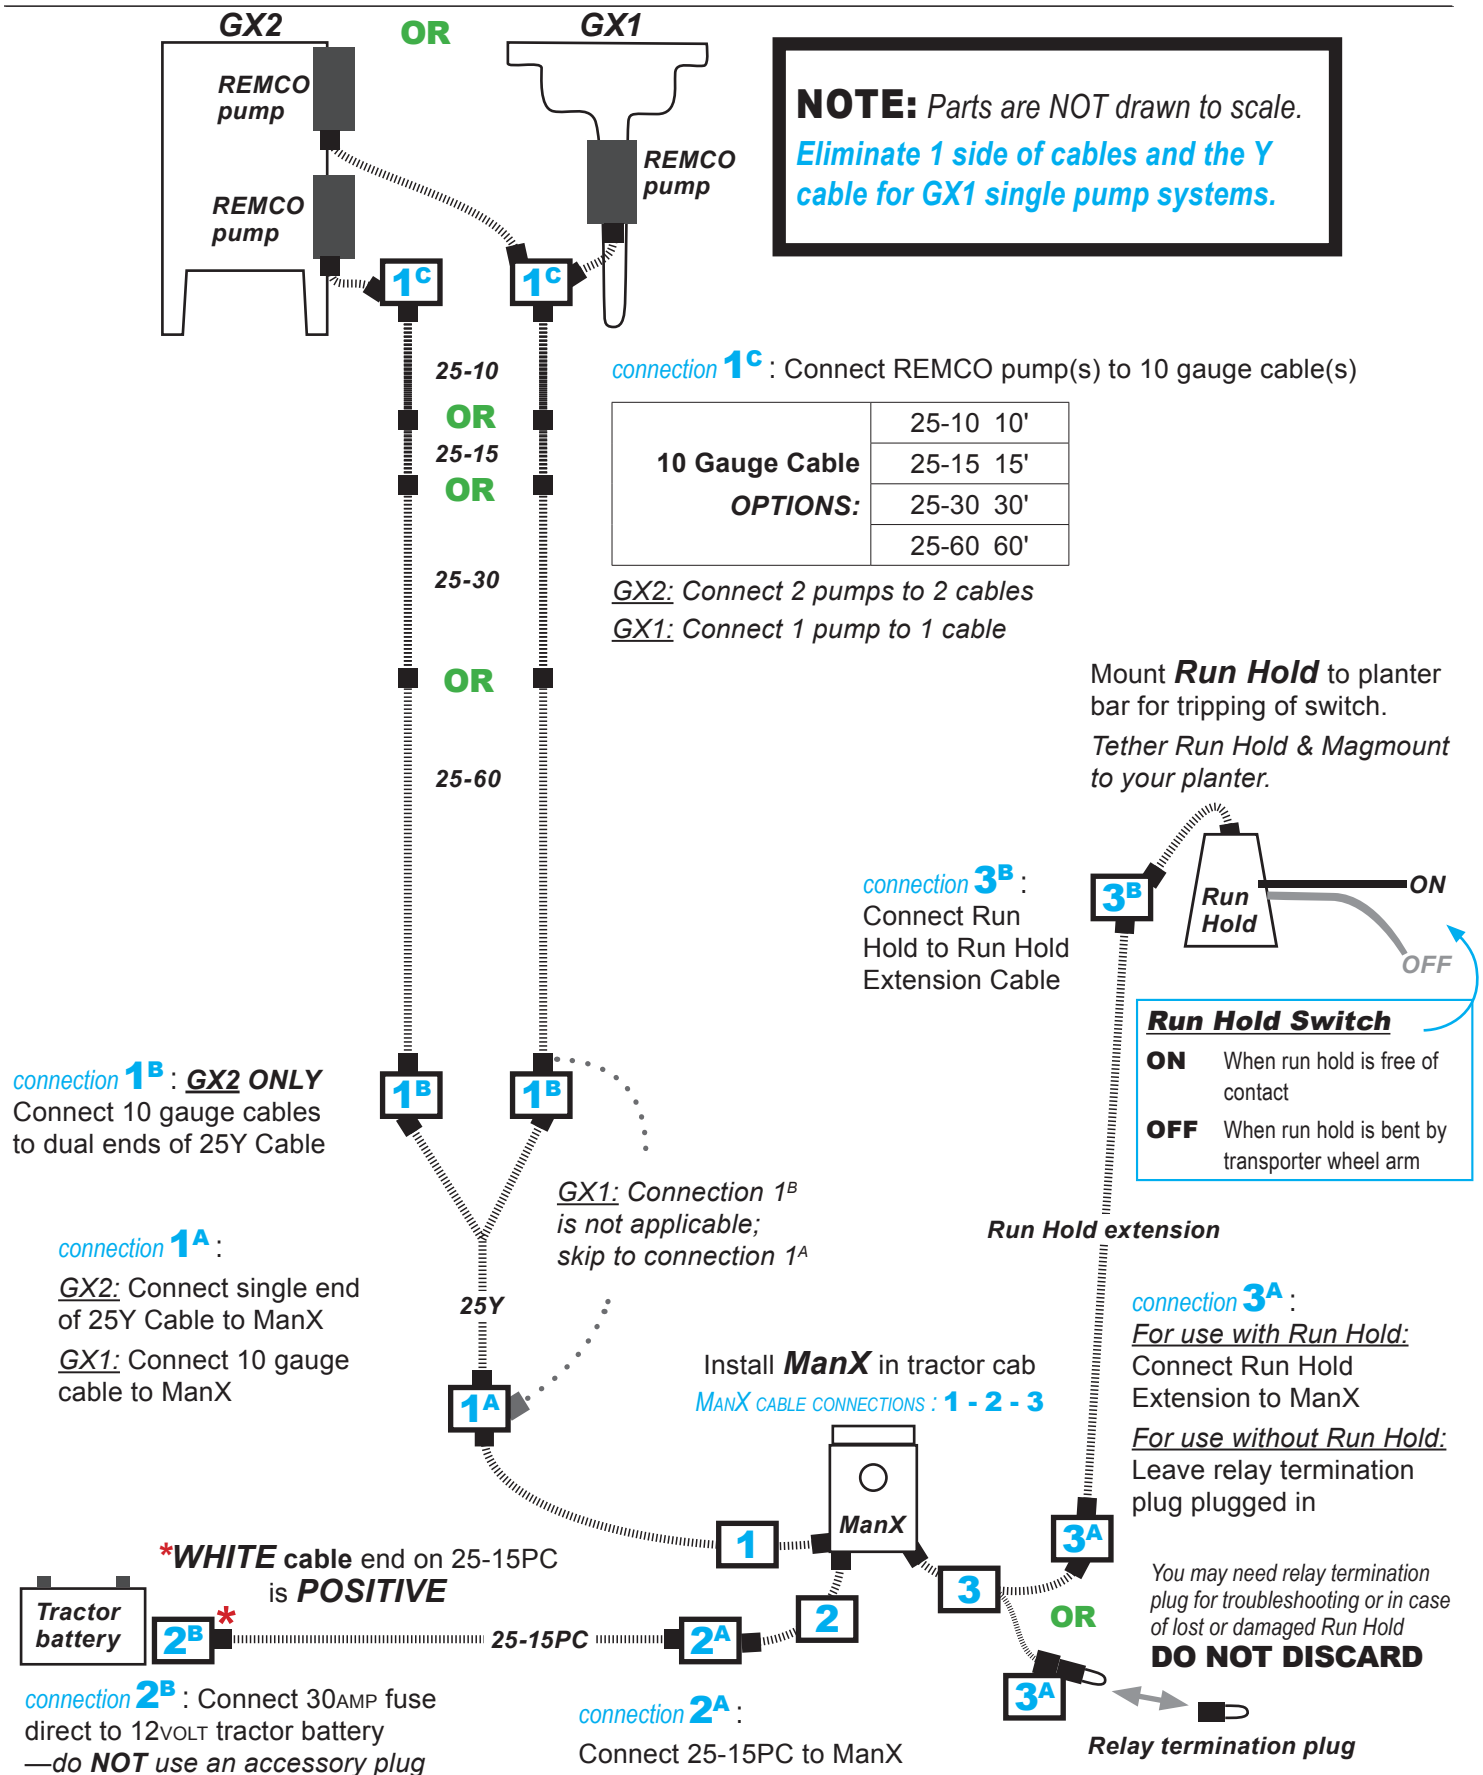 GX2 OR GX1
REMCO
pump
REMCO
pump
REMCO
pump
NOTE: Parts are NOT drawn to scale.
Eliminate 1 side of cables and the Y
cable for GX1 single pump systems.
1C 1C
25-10
OR
25-15
OR
25-30
OR
25-60
connection 1C : Connect REMCO pump(s) to 10 gauge cable(s)
10 Gauge Cable
OPTIONS:
25-10 10'
25-15 15'
25-30 30'
25-60 60'
GX2: Connect 2 pumps to 2 cables
GX1: Connect 1 pump to 1 cable
Mount Run Hold to planter
bar for tripping of switch.
Tether Run Hold & Magmount
to your planter.
connection 3B :
Connect Run
Hold to Run Hold
Extension Cable
3B
Run
Hold
ON
OFF
Run Hold Switch
ON When run hold is free of
contact
OFF When run hold is bent by
transporter wheel arm
connection 1B : GX2 ONLY
Connect 10 gauge cables
to dual ends of 25Y Cable
1B 1B
GX1: Connection 1B
is not applicable;
skip to connection 1A
Run Hold extension
connection 1A :
GX2: Connect single end
of 25Y Cable to ManX
GX1: Connect 10 gauge
cable to ManX
25Y
1A
Install ManX in tractor cab
ManX cable connections : 1 - 2 - 3
ManX
connection 3A :
For use with Run Hold:
Connect Run Hold
Extension to ManX
For use without Run Hold:
Leave relay termination
plug plugged in
1
2
3
3A
OR
3A
You may need relay termination
plug for troubleshooting or in case
of lost or damaged Run Hold
DO NOT DISCARD
Relay termination plug
*WHITE cable end on 25-15PC
is POSITIVE
Tractor
battery
2B * 25-15PC 2A
connection 2B : Connect 30AMP fuse
direct to 12VOLT tractor battery
—do NOT use an accessory plug
connection 2A :
Connect 25-15PC to ManX